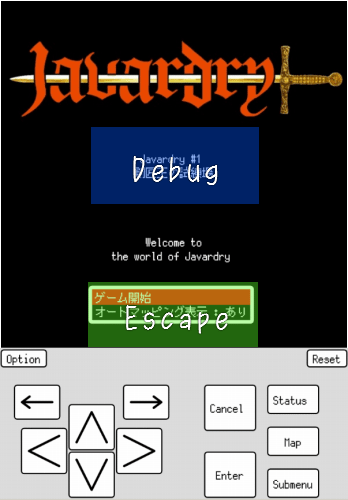 Javardry
Javardry #1
Debug
Welcome to
the world of Javardry
ゲーム開始
オートマッピング表示：あり
Escape
Option
Reset
Cancel
Status
Map
Enter
Submenu